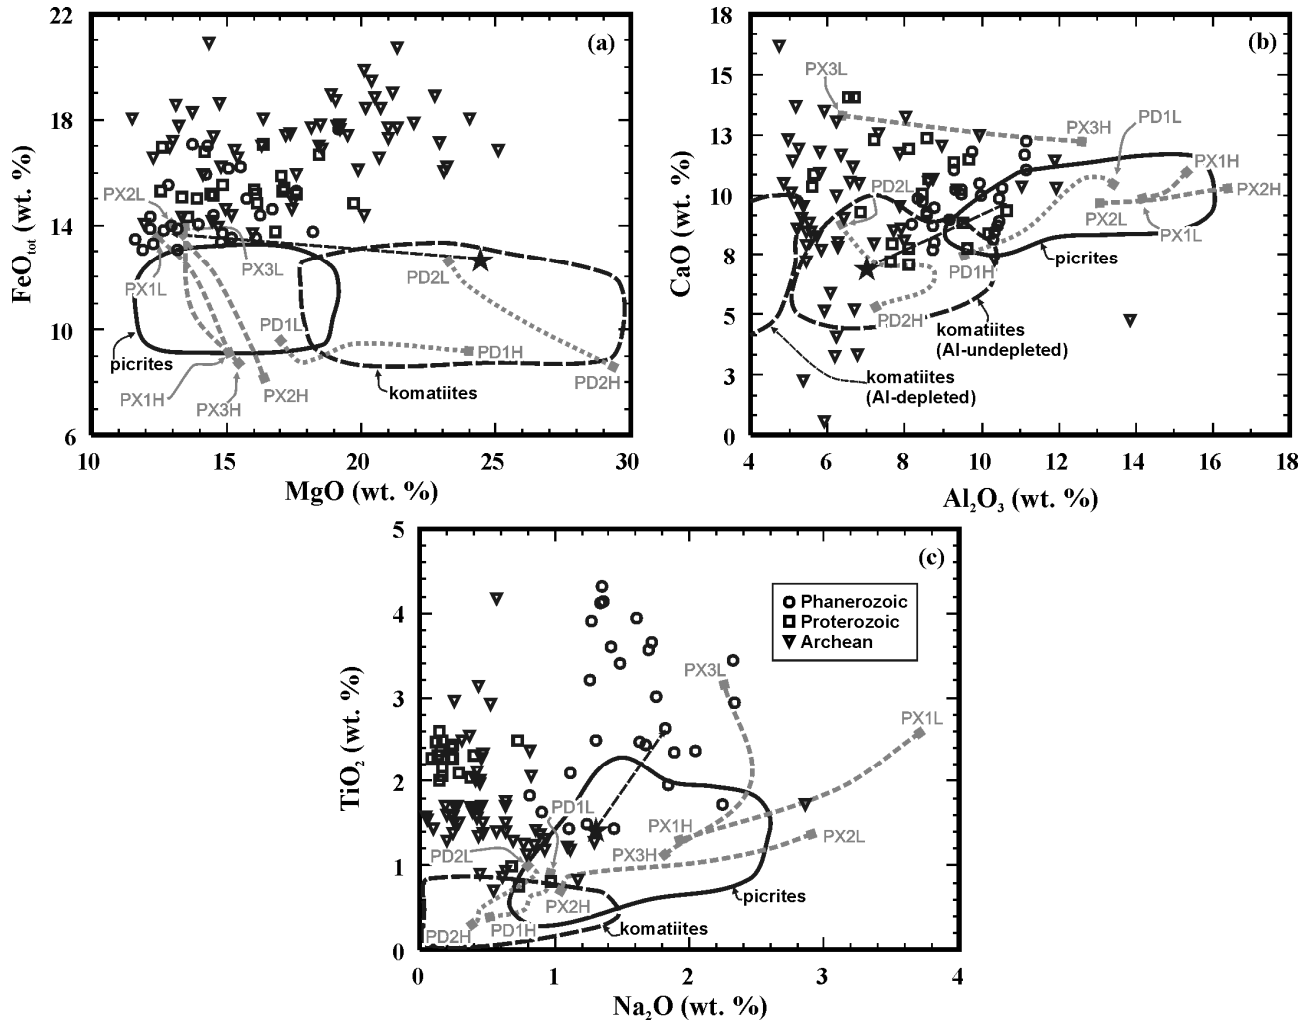 (a)
FeOtot (wt. %)
22
18
14
10
6
PX2L
PX1L
PX3L
PD2L
PD1L
PD1H
PD2H
picrites
komatiites
PX1H
PX3H
PX2H
10
15
20
25
30
MgO (wt. %)
(b)
CaO (wt. %)
18
15
13
10
8
5
3
0
PX3L
PX3H
PD1L
PX1H
PX2H
PD2L
PX2L
PX1L
PD1H
picrites
PD2H
komatiites
(Al-undepleted)
komatiites
(Al-depleted)
4
6
8
10
12
14
16
18
Al₂O₃ (wt. %)
(c)
TiO₂ (wt. %)
5
4
3
2
1
0
Phanerozoic
Proterozoic
Archean
PX3L
PX1L
PD1L
PX1H
PX2L
PD2L
PX3H
PX2H
picrites
PD2H
PD1H
komatiites
0
1
2
3
4
Na₂O (wt. %)